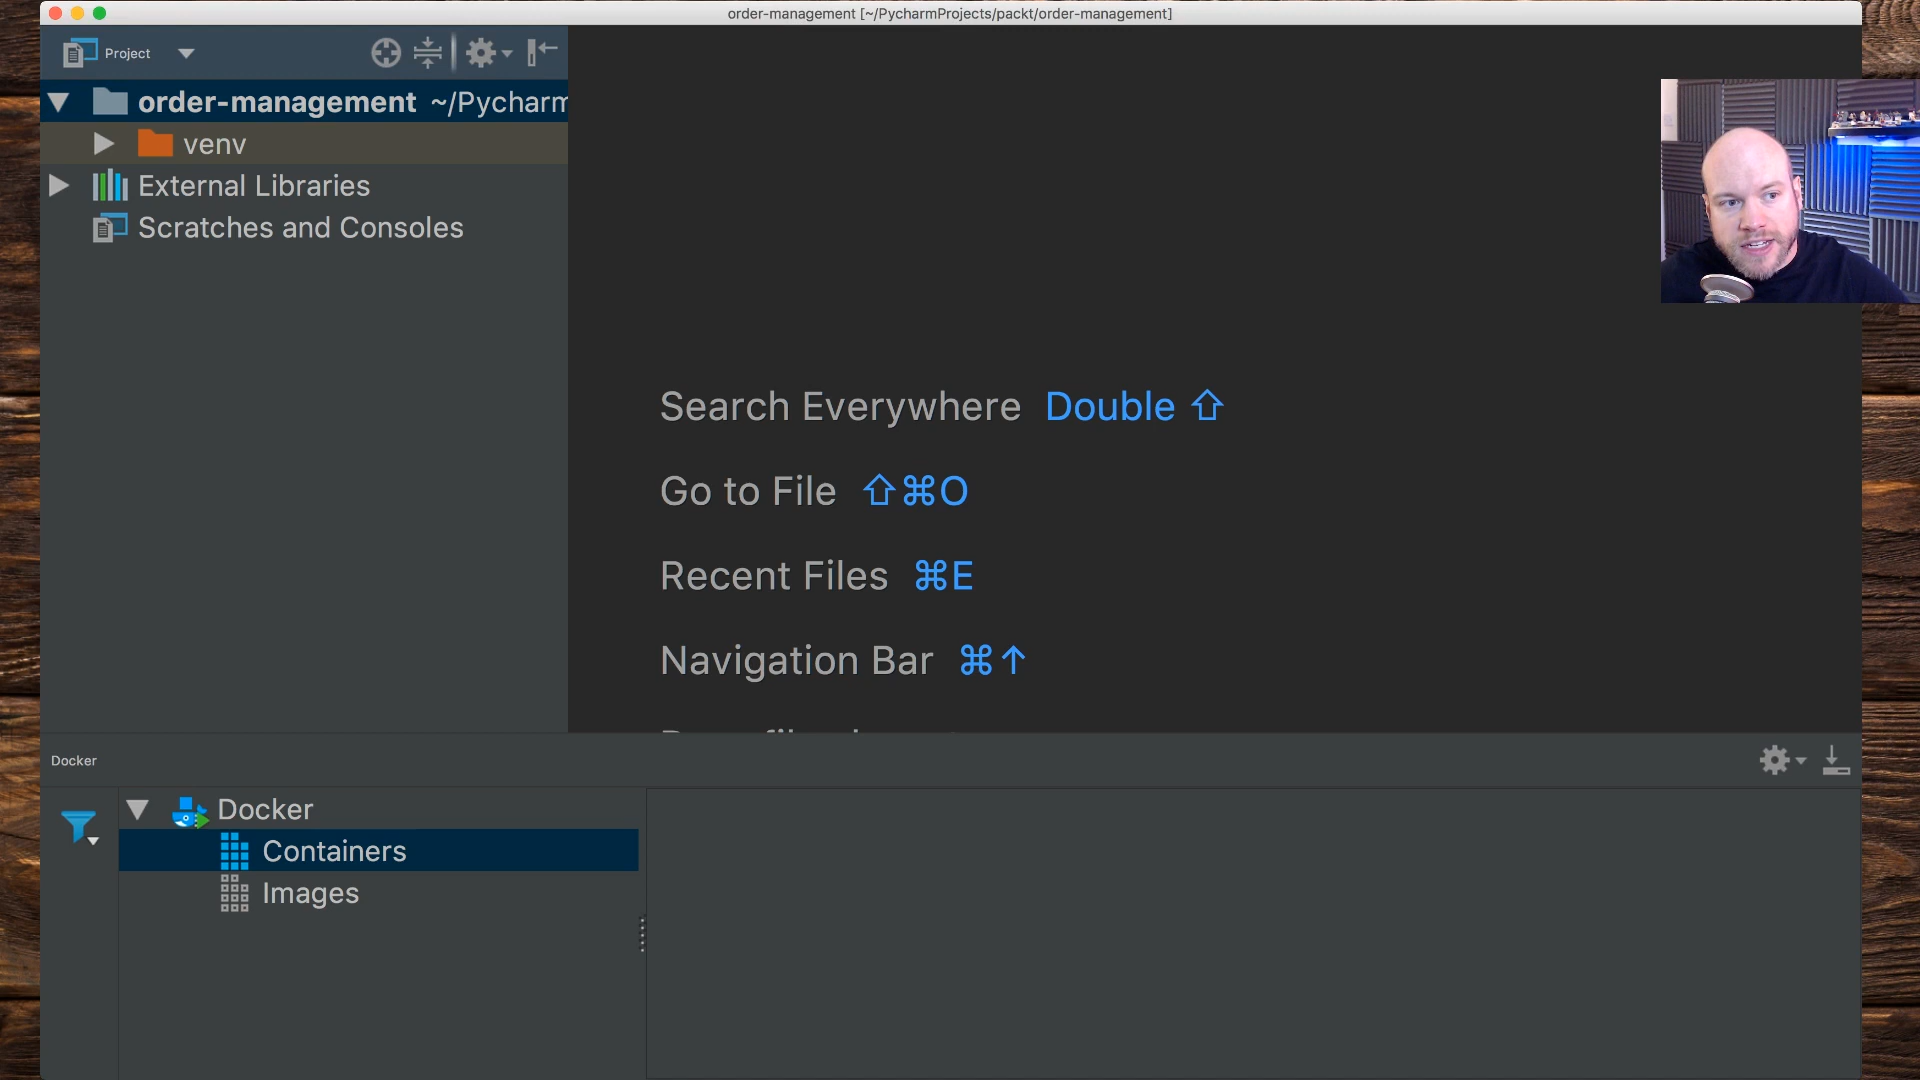 order-management [~/PycharmProjects/packt/order-management]
Project
order-management ~/Pycharm
venv
External Libraries
Scratches and Consoles
Search Everywhere Double ⇧
Go to File ⇧⌘O
Recent Files ⌘E
Navigation Bar ⌘↑
Docker
Docker
Containers
Images